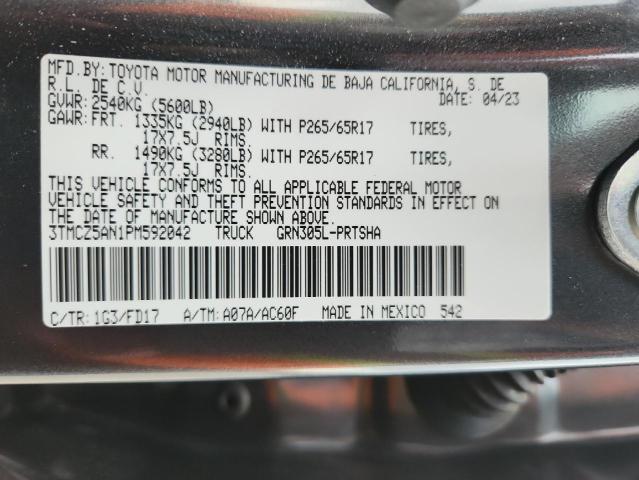 MFD.BY: TOYOTA MOTOR MANUFACTURING DE BAJA CALIFORNIA, S. DE
R.L. DE C.V. DATE: 04/23
GVWR: 2540KG (5600LB)
GAWR: FRT. 1335KG (2940LB) WITH P265/65R17 TIRES,
17X7.5J RIMS.
RR. 1490KG (3280LB) WITH P265/65R17 TIRES,
17X7.5J RIMS.
THIS VEHICLE CONFORMS TO ALL APPLICABLE FEDERAL MOTOR
VEHICLE SAFETY AND THEFT PREVENTION STANDARDS IN EFFECT ON
THE DATE OF MANUFACTURE SHOWN ABOVE.
3TMCZ5AN1PM592042 TRUCK GRN305L-PRTSHA
C/TR: 1G3/FD17 A/TM: A07A/AC60F MADE IN MEXICO 542